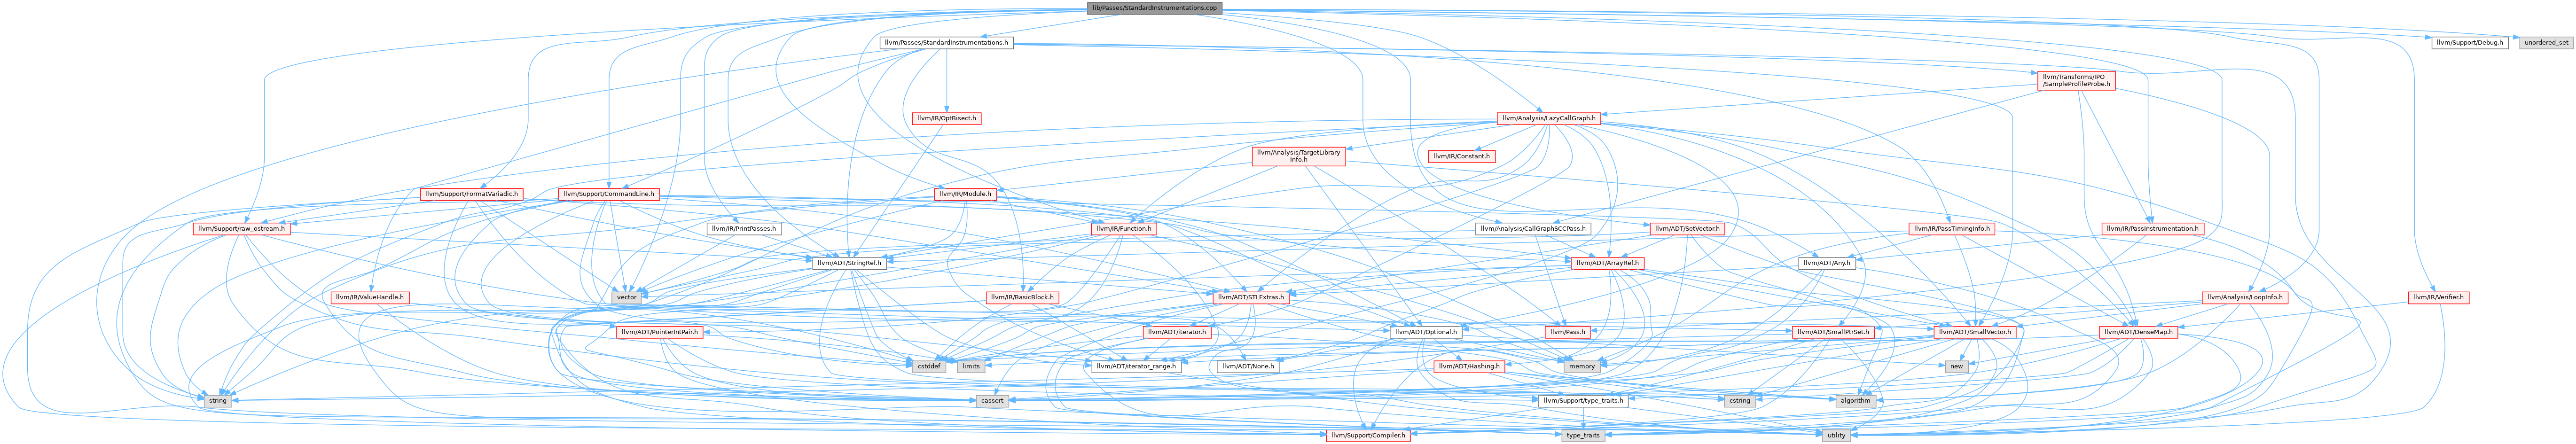 lib/Passes/StandardInstrumentations.cpp
llvm/Passes/StandardInstrumentations.h
llvm/Support/Debug.h
unordered_set
llvm/Transforms/IPO
/SampleProfileProbe.h
llvm/IR/OptBisect.h
llvm/Analysis/LazyCallGraph.h
llvm/Analysis/TargetLibrary
Info.h
llvm/IR/Constant.h
llvm/Support/FormatVariadic.h
llvm/Support/CommandLine.h
llvm/IR/Module.h
llvm/Support/raw_ostream.h
llvm/IR/PrintPasses.h
llvm/IR/Function.h
llvm/Analysis/CallGraphSCCPass.h
llvm/ADT/SetVector.h
llvm/IR/PassTimingInfo.h
llvm/IR/PassInstrumentation.h
llvm/ADT/StringRef.h
llvm/ADT/ArrayRef.h
llvm/ADT/Any.h
llvm/IR/ValueHandle.h
vector
llvm/IR/BasicBlock.h
llvm/ADT/STLExtras.h
llvm/Analysis/LoopInfo.h
llvm/IR/Verifier.h
llvm/ADT/PointerIntPair.h
llvm/ADT/iterator.h
llvm/ADT/Optional.h
llvm/Pass.h
llvm/ADT/SmallPtrSet.h
llvm/ADT/SmallVector.h
llvm/ADT/DenseMap.h
cstddef
limits
llvm/ADT/iterator_range.h
llvm/ADT/None.h
memory
llvm/ADT/Hashing.h
new
string
cassert
llvm/Support/type_traits.h
cstring
algorithm
llvm/Support/Compiler.h
type_traits
utility